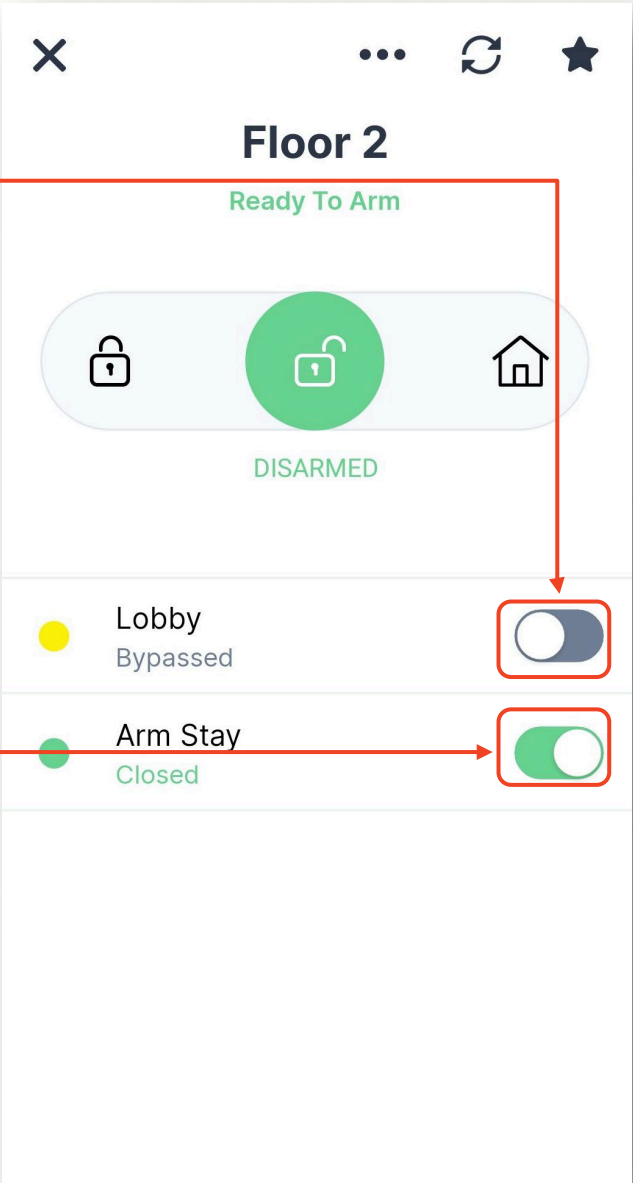 Floor 2
Ready To Arm
DISARMED
Lobby
Bypassed
Arm Stay
Closed